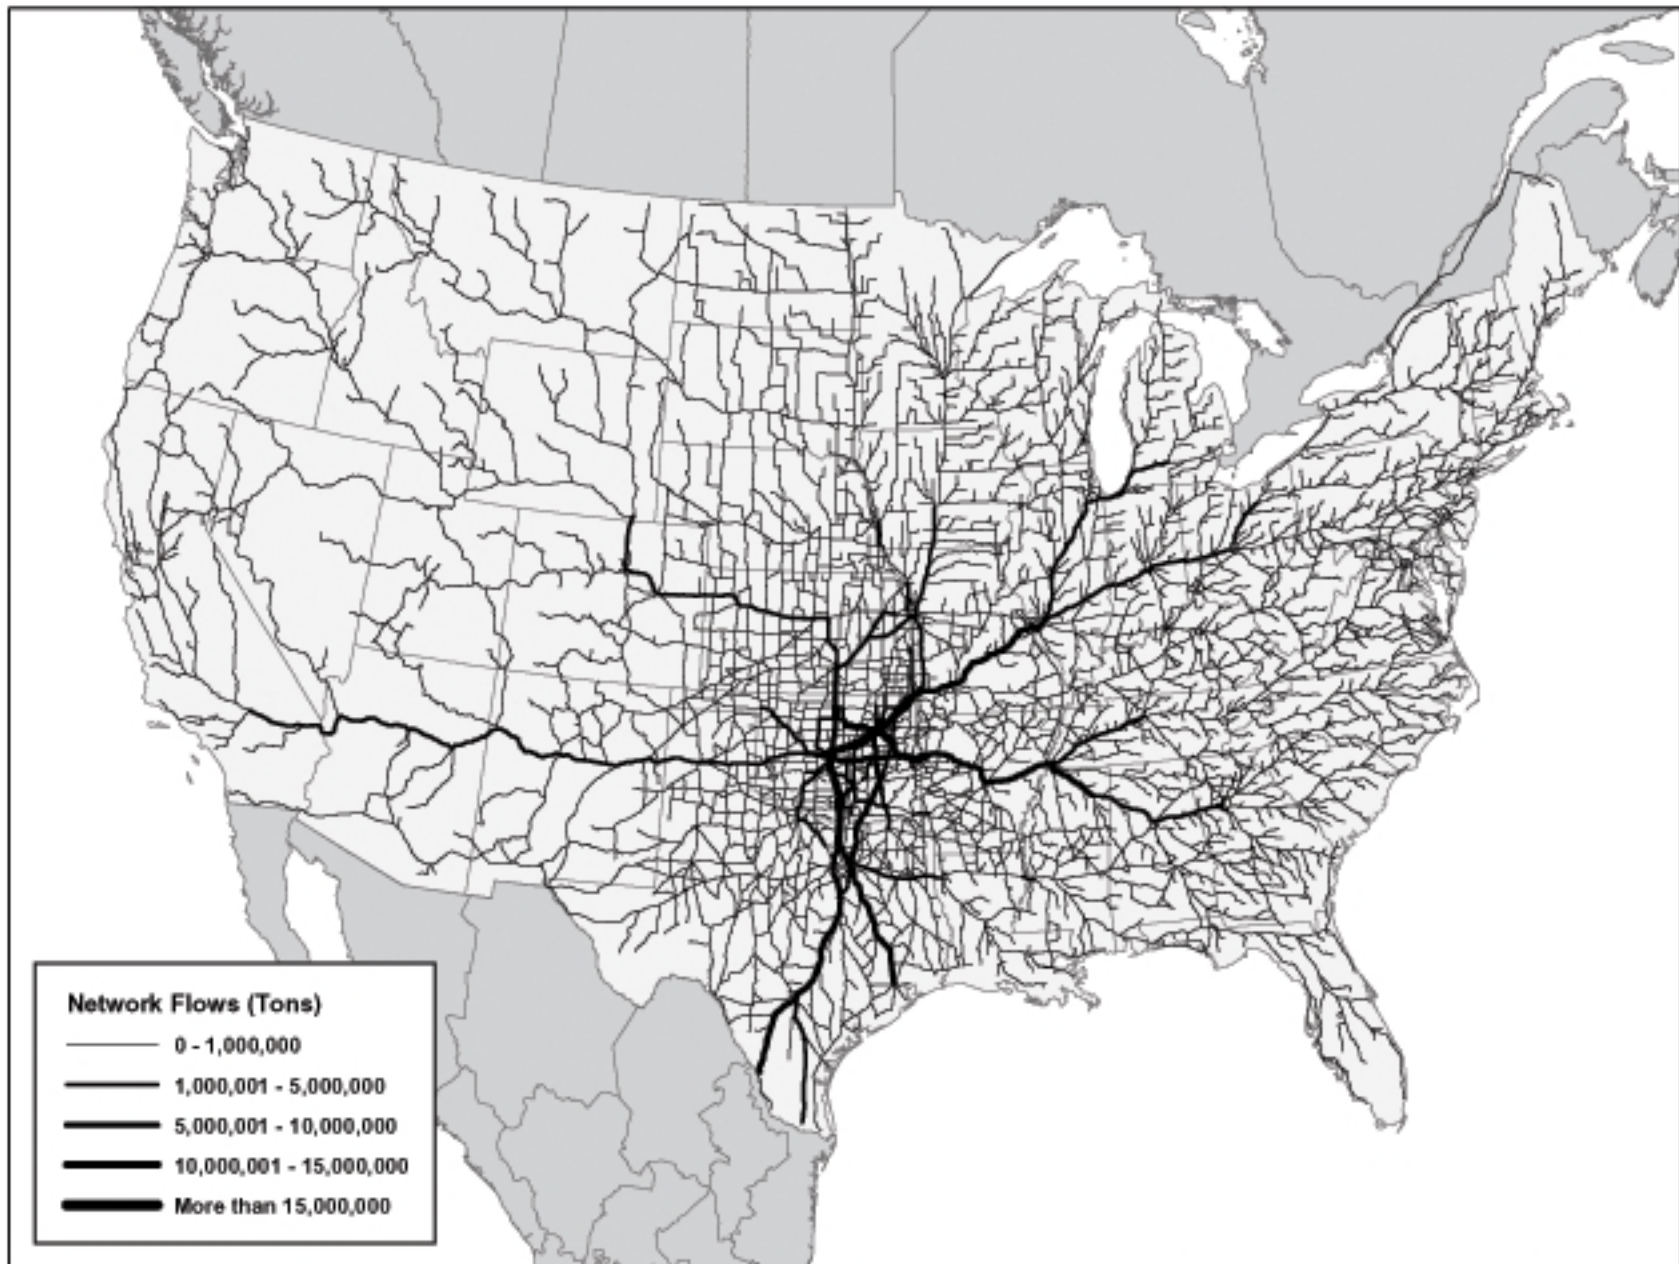 Network Flows (Tons)
0 - 1,000,000
1,000,001 - 5,000,000
5,000,001 - 10,000,000
10,000,001 - 15,000,000
More than 15,000,000